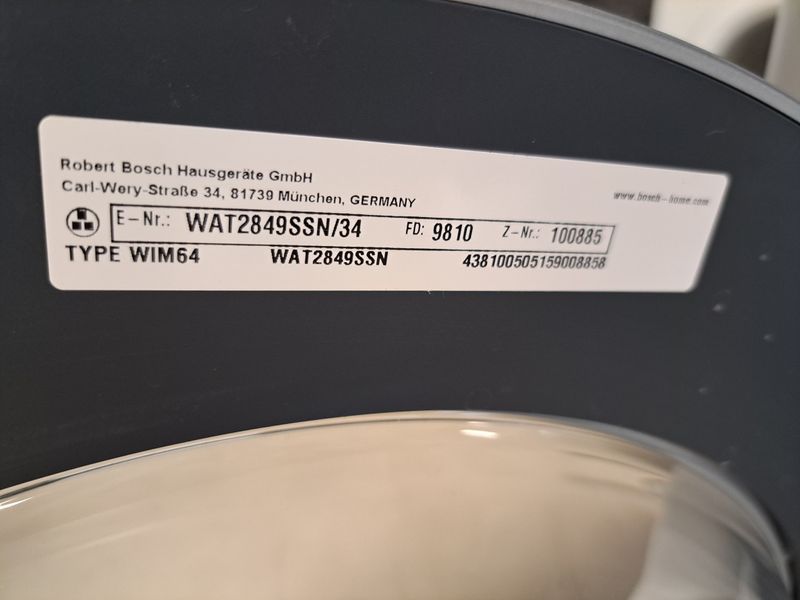 Robert Bosch Hausgeräte GmbH
Carl-Wery-Straße 34, 81739 München, GERMANY
www.bosch-home.com
E-Nr.: WAT2849SSN/34 FD: 9810 Z-Nr.: 100885
TYPE WIM64 WAT2849SSN 438100505159008858